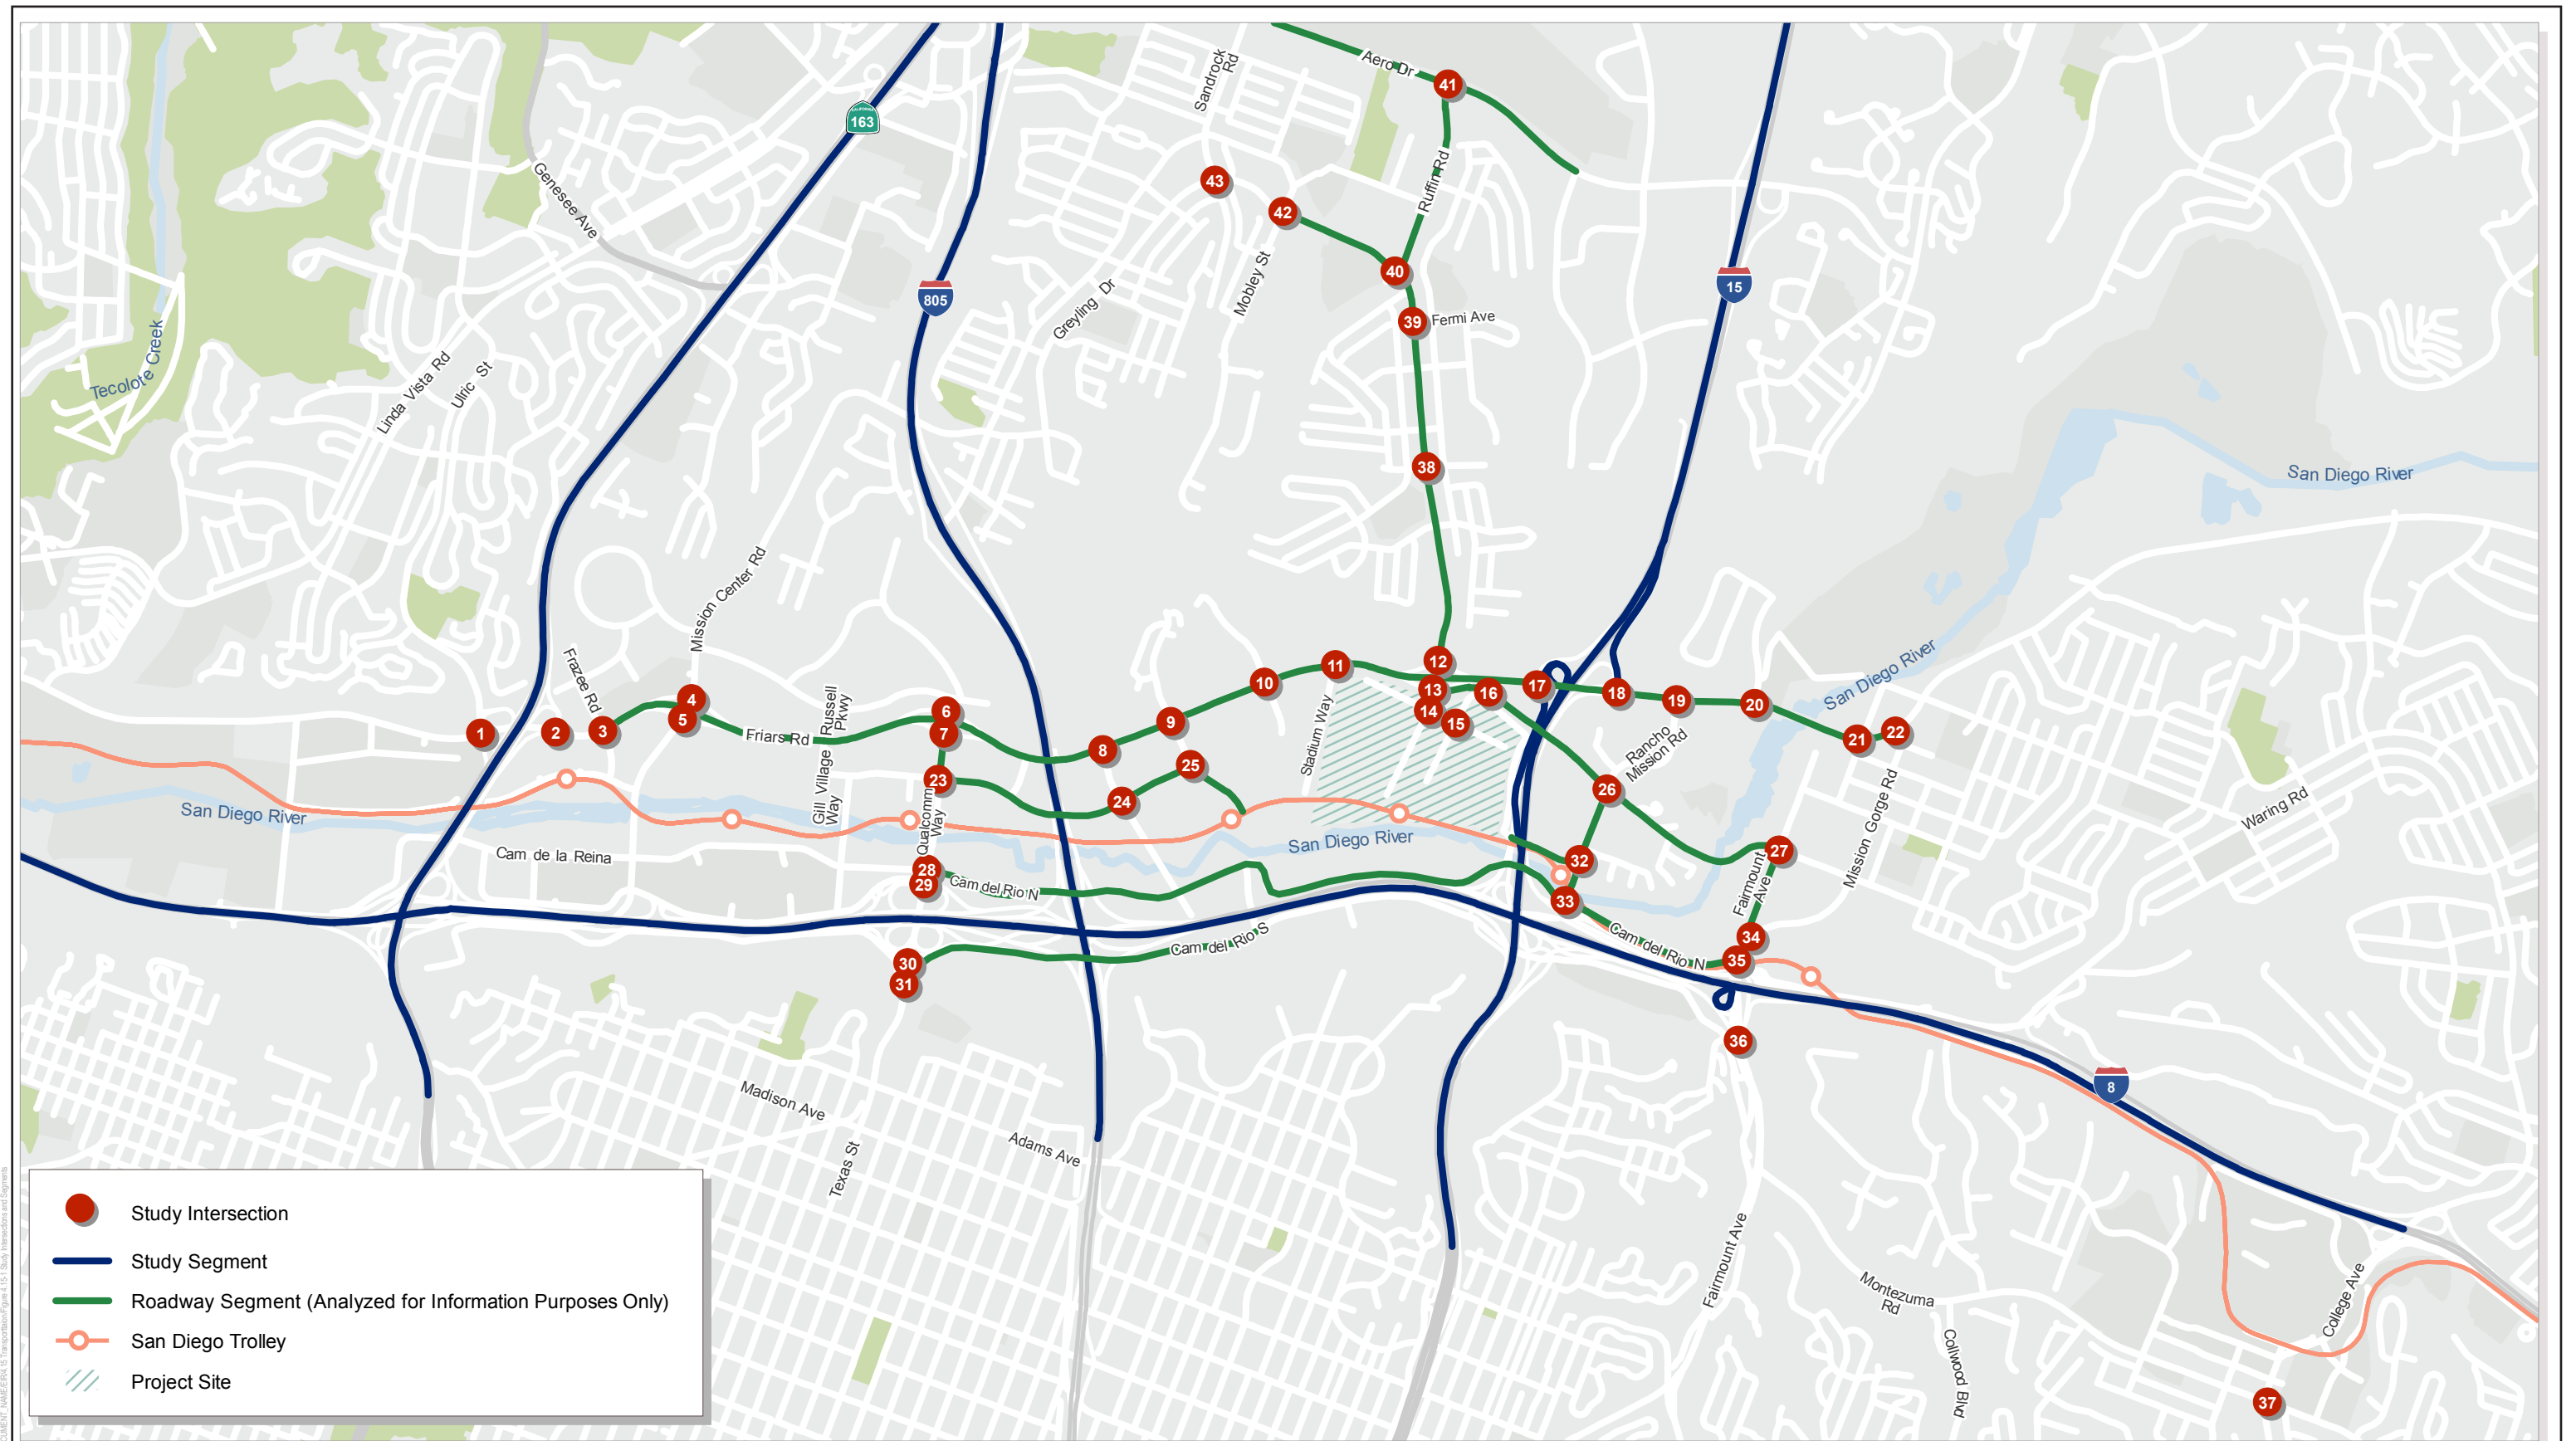 Aero Dr
Sandrock
Rd
41
163
Genesee Ave
43
42
Ruffin Rd
805
Greyling Dr
Mobley St
40
39
Fermi Ave
15
Tecolote Creek
Linda Vista Rd
Ulric St
38
San Diego River
Mission Center Rd
Frazee Rd
1
2
3
4
5
Friars Rd
Gill Village
Way
Russell
Pkwy
6
7
8
9
10
11
12
13
14
15
16
17
18
19
20
21
22
Stadium Way
Rancho
Mission Rd
San Diego River
23
24
25
26
27
Qualcomm
Way
San Diego River
San Diego River
Cam de la Reina
28
29
Cam del Rio N
30
31
Cam del Rio S
32
33
Cam del Rio N
34
35
36
Fairmount
Ave
Mission Gorge Rd
Waring Rd
8
Madison Ave
Adams Ave
Texas St
Fairmount Ave
Montezuma
Rd
Collwood Blvd
College Ave
37
Study Intersection
Study Segment
Roadway Segment (Analyzed for Information Purposes Only)
San Diego Trolley
Project Site